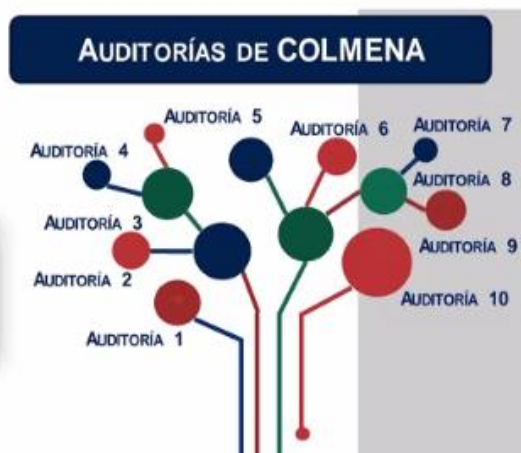 AUDITORÍAS DE COLMENA
AUDITORÍA 5
AUDITORÍA 6
AUDITORÍA 7
AUDITORÍA 4
AUDITORÍA 8
AUDITORÍA 3
AUDITORÍA 9
AUDITORÍA 2
AUDITORÍA 10
AUDITORÍA 1